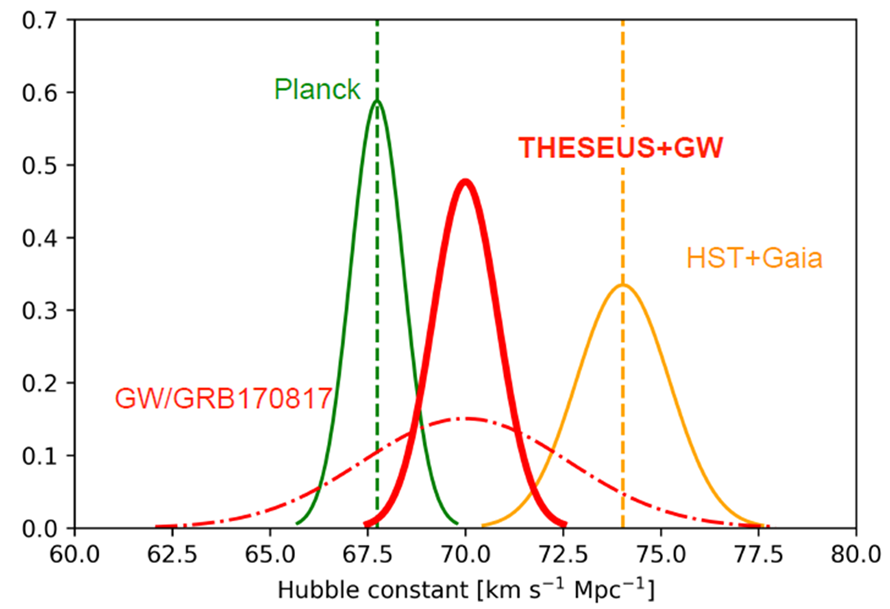 0.7
0.6
0.5
0.4
0.3
0.2
0.1
0.0
Planck
THESEUS+GW
HST+Gaia
GW/GRB170817
60.0 62.5 65.0 67.5 70.0 72.5 75.0 77.5 80.0
Hubble constant [km s⁻¹ Mpc⁻¹]